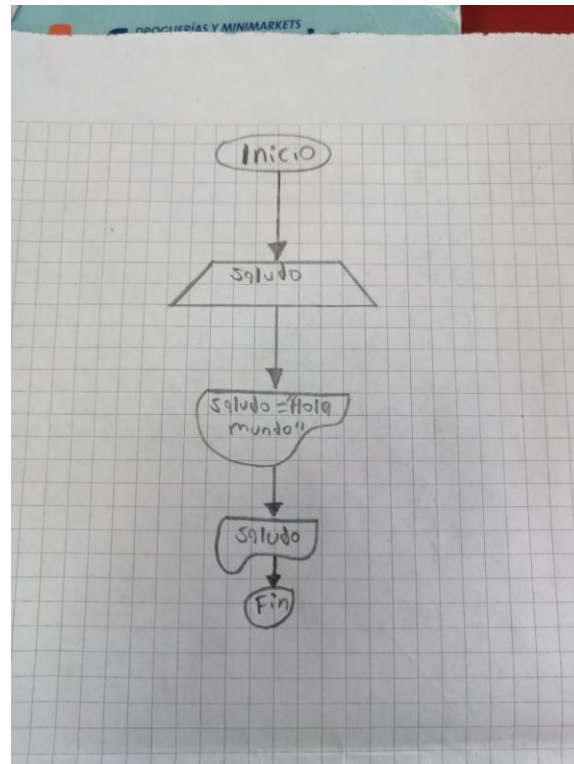 DROGUERÍAS Y MINIMARKETS
Inicio
Saludo
Saludo="Hola
mundo"
Saludo
Fin